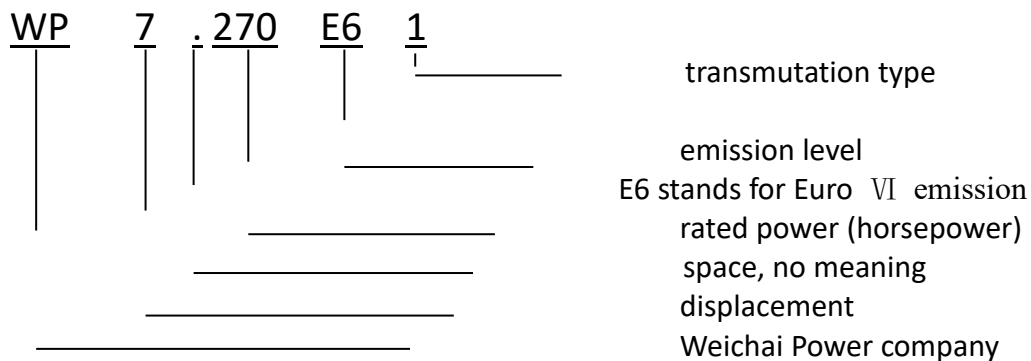 WP 7 . 270 E6 1
transmutation type
emission level
E6 stands for Euro Ⅵ emission
rated power (horsepower)
space, no meaning
displacement
Weichai Power company